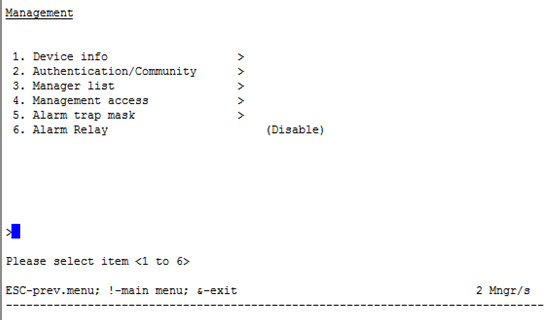 Management
1. Device info >
2. Authentication/Community >
3. Manager list >
4. Management access >
5. Alarm trap mask >
6. Alarm Relay (Disable)
>
Please select item <1 to 6>
ESC-prev.menu; !-main menu; &-exit 2 Mngr/s
--------------------------------------------------------------------------------